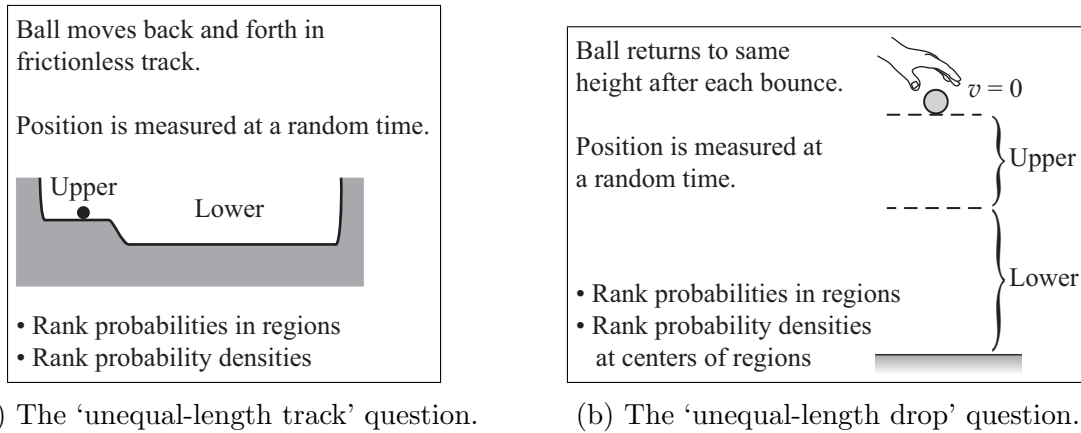 Ball moves back and forth in
frictionless track.
Position is measured at a random time.
Upper
Lower
• Rank probabilities in regions
• Rank probability densities
) The ‘unequal-length track’ question.
Ball returns to same
height after each bounce.
v = 0
Position is measured at
a random time.
Upper
Lower
• Rank probabilities in regions
• Rank probability densities
at centers of regions
(b) The ‘unequal-length drop’ question.